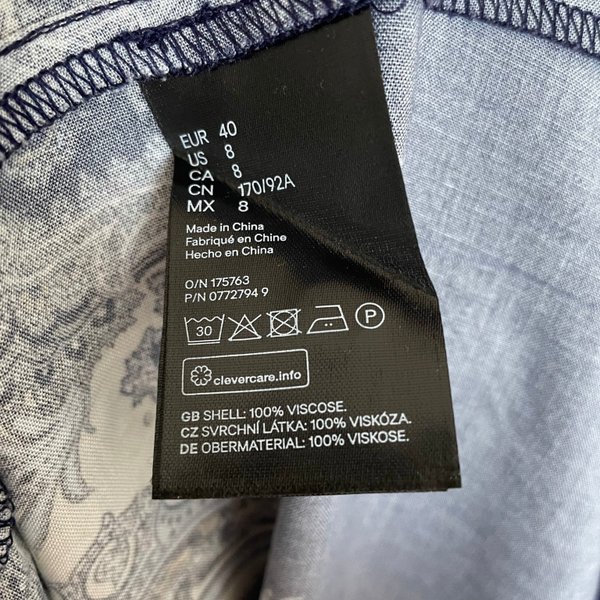 EUR 40
US 8
CA 8
CN 170/92A
MX 8
Made in China
Fabriqué en Chine
Hecho en China
O/N 175763
P/N 0772794 9
30 P
clevercare.info
GB SHELL: 100% VISCOSE.
CZ SVRCHNÍ LÁTKA: 100% VISKÓZA.
DE OBERMATERIAL: 100% VISKOSE.